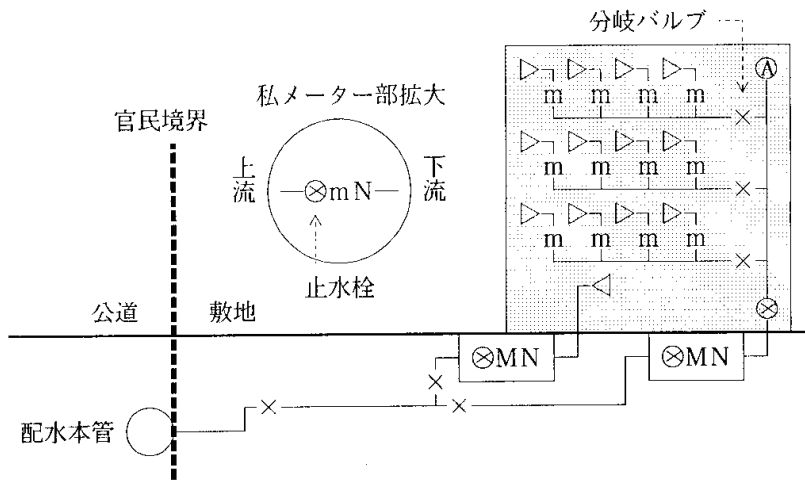 分岐バルブ
私メーター部拡大
官民境界
上流
⊗mN
下流
止水栓
公道
敷地
配水本管
Ⓐ
m m m m
m m m m
m m m m
⊗MN
⊗MN